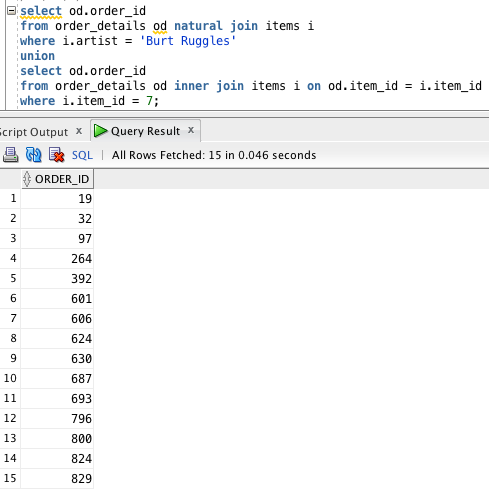 select od.order_id
from order_details od natural join items i
where i.artist = 'Burt Ruggles'
union
select od.order_id
from order_details od inner join items i on od.item_id = i.item_id
where i.item_id = 7;
Script Output x Query Result x
SQL | All Rows Fetched: 15 in 0.046 seconds
ORDER_ID
1 19
2 32
3 97
4 264
5 392
6 601
7 606
8 624
9 630
10 687
11 693
12 796
13 800
14 824
15 829